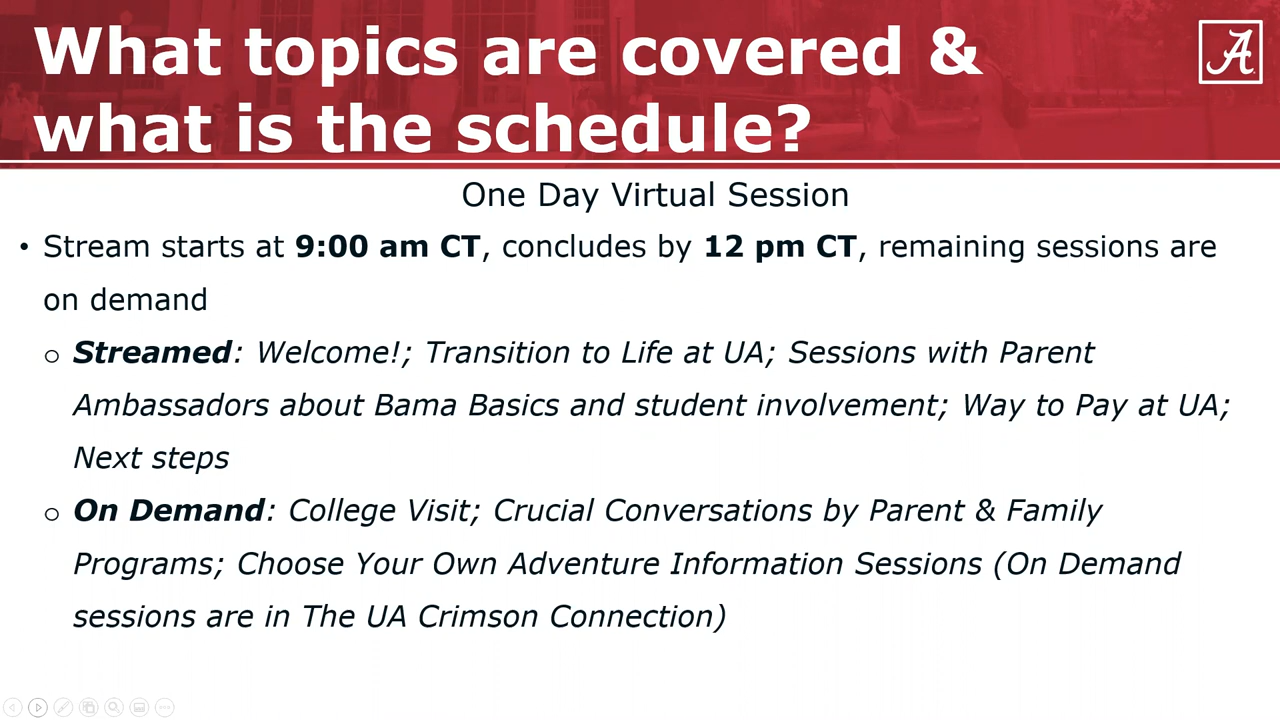 What topics are covered &
what is the schedule?
A
One Day Virtual Session
• Stream starts at 9:00 am CT, concludes by 12 pm CT, remaining sessions are
on demand
o Streamed: Welcome!; Transition to Life at UA; Sessions with Parent
Ambassadors about Bama Basics and student involvement; Way to Pay at UA;
Next steps
o On Demand: College Visit; Crucial Conversations by Parent & Family
Programs; Choose Your Own Adventure Information Sessions (On Demand
sessions are in The UA Crimson Connection)